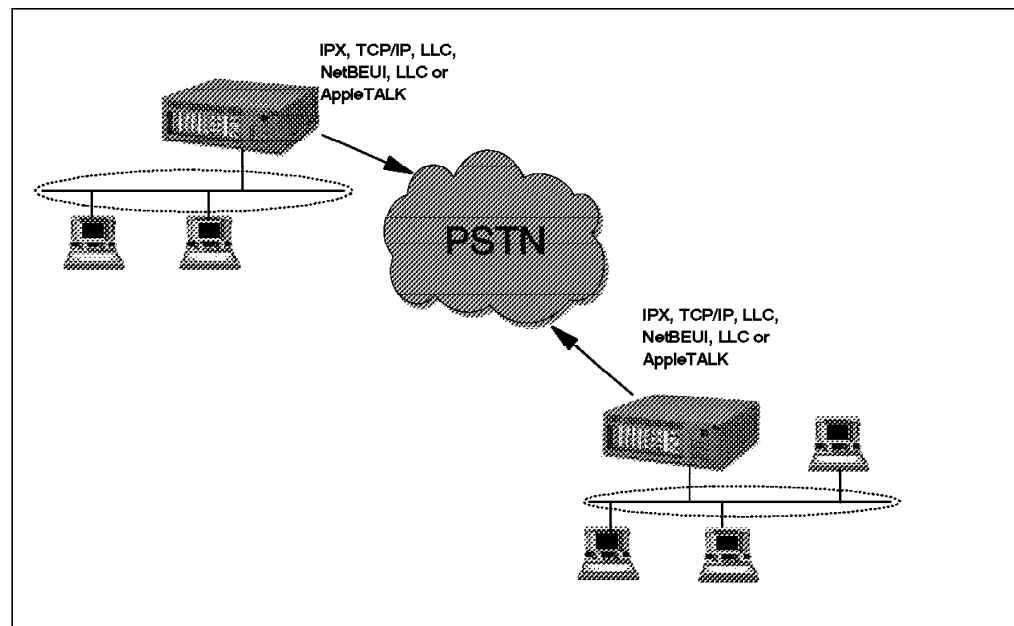 IPX, TCP/IP, LLC,
NetBEUI, LLC or
AppleTALK
PSTN
IPX, TCP/IP, LLC,
NetBEUI, LLC or
AppleTALK